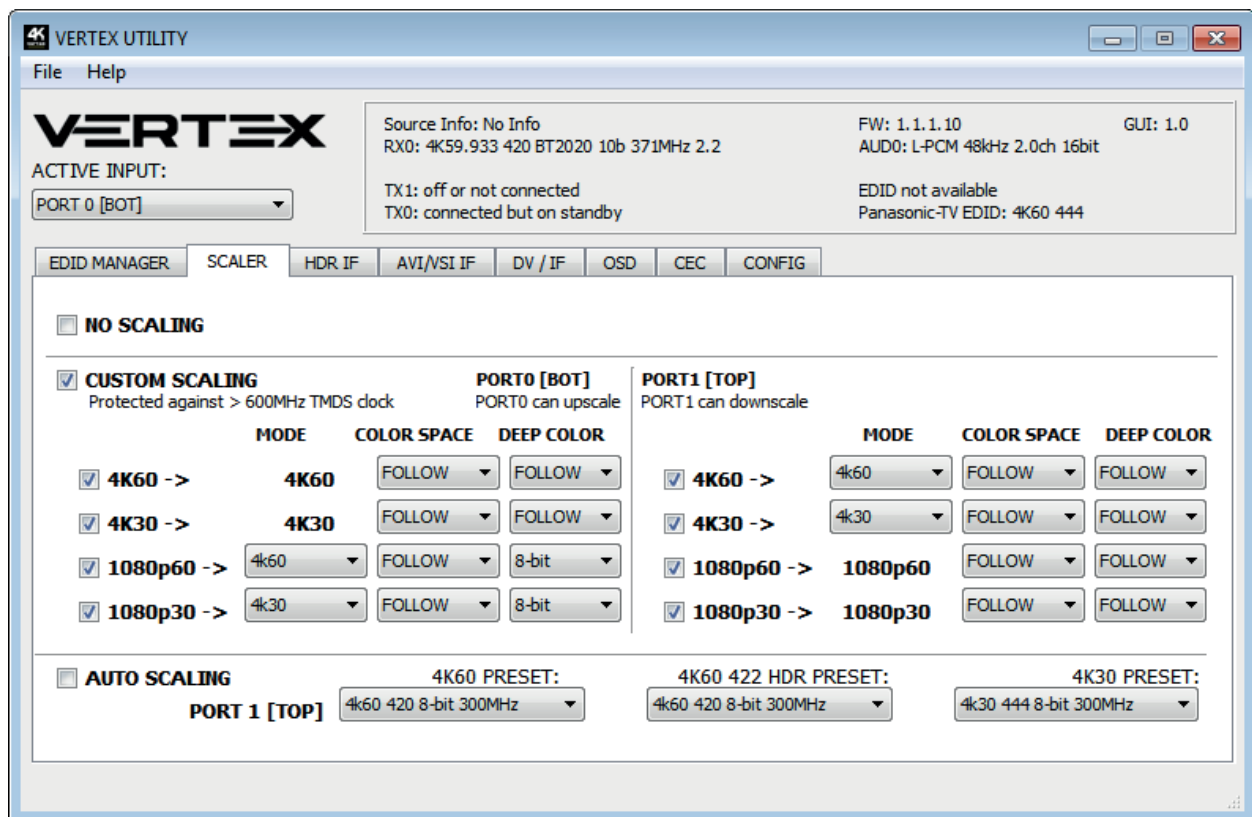 4K
VERTEX UTILITY
File Help
VERTEX
ACTIVE INPUT:
PORT 0 [BOT]
Source Info: No Info
RX0: 4K59.933 420 BT2020 10b 371MHz 2.2
TX1: off or not connected
TX0: connected but on standby
FW: 1.1.1.10 GUI: 1.0
AUD0: L-PCM 48kHz 2.0ch 16bit
EDID not available
Panasonic-TV EDID: 4K60 444
EDID MANAGER SCALER HDR IF AVI/VSI IF DV / IF OSD CEC CONFIG
NO SCALING
CUSTOM SCALING PORT0 [BOT] PORT1 [TOP]
Protected against > 600MHz TMDS clock PORT0 can upscale PORT1 can downscale
MODE COLOR SPACE DEEP COLOR MODE COLOR SPACE DEEP COLOR
4K60 -> 4K60 FOLLOW FOLLOW 4K60 -> 4k60 FOLLOW FOLLOW
4K30 -> 4K30 FOLLOW FOLLOW 4K30 -> 4k30 FOLLOW FOLLOW
1080p60 -> 4k60 FOLLOW 8-bit 1080p60 -> 1080p60 FOLLOW FOLLOW
1080p30 -> 4k30 FOLLOW 8-bit 1080p30 -> 1080p30 FOLLOW FOLLOW
AUTO SCALING 4K60 PRESET: 4K60 422 HDR PRESET: 4K30 PRESET:
PORT 1 [TOP] 4k60 420 8-bit 300MHz 4k60 420 8-bit 300MHz 4k30 444 8-bit 300MHz